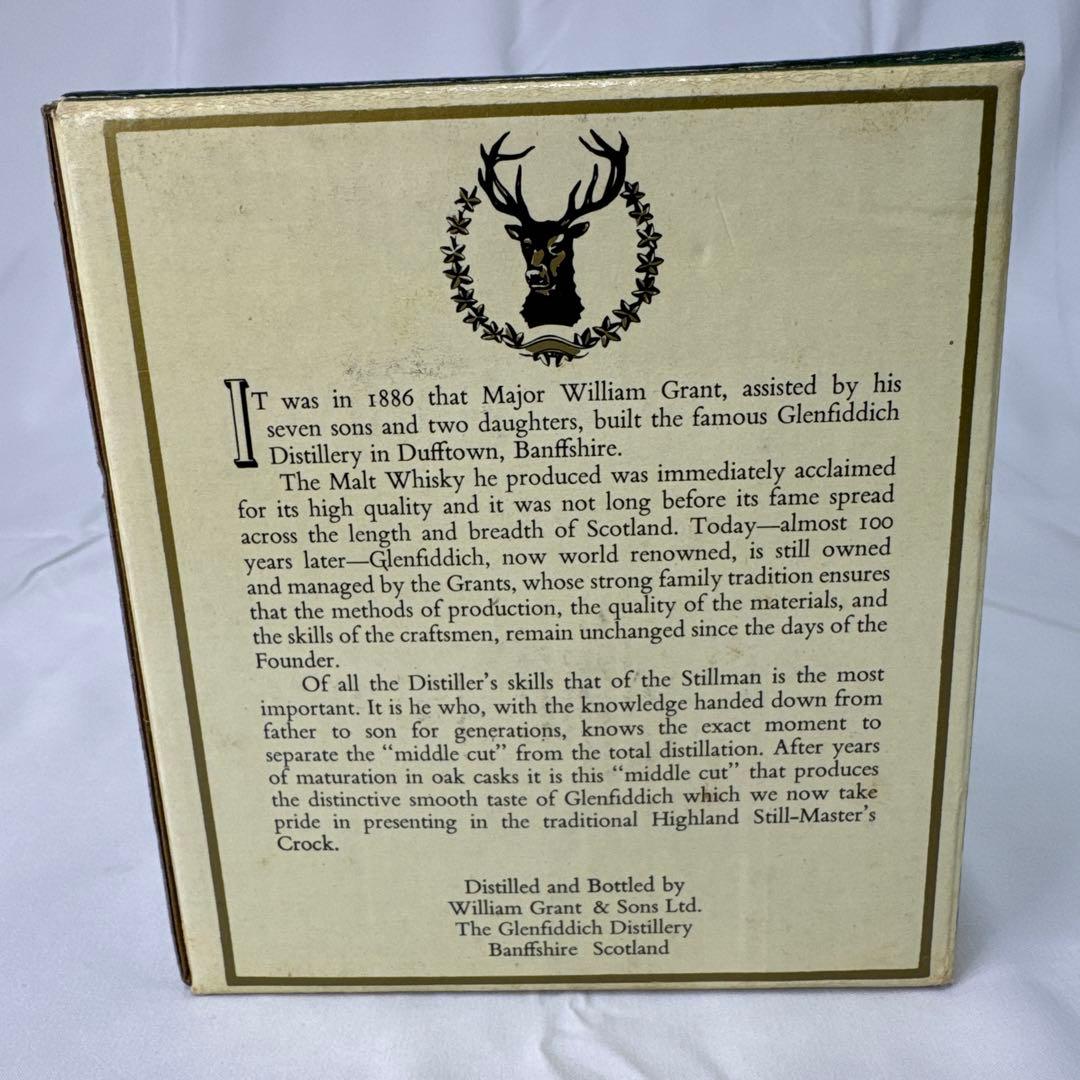 IT was in 1886 that Major William Grant, assisted by his
seven sons and two daughters, built the famous Glenfiddich
Distillery in Dufftown, Banffshire.
The Malt Whisky he produced was immediately acclaimed
for its high quality and it was not long before its fame spread
across the length and breadth of Scotland. Today—almost 100
years later—Glenfiddich, now world renowned, is still owned
and managed by the Grants, whose strong family tradition ensures
that the methods of production, the quality of the materials, and
the skills of the craftsmen, remain unchanged since the days of the
Founder.
Of all the Distiller's skills that of the Stillman is the most
important. It is he who, with the knowledge handed down from
father to son for generations, knows the exact moment to
separate the “middle cut” from the total distillation. After years
of maturation in oak casks it is this “middle cut” that produces
the distinctive smooth taste of Glenfiddich which we now take
pride in presenting in the traditional Highland Still-Master's
Crock.
Distilled and Bottled by
William Grant & Sons Ltd.
The Glenfiddich Distillery
Banffshire Scotland